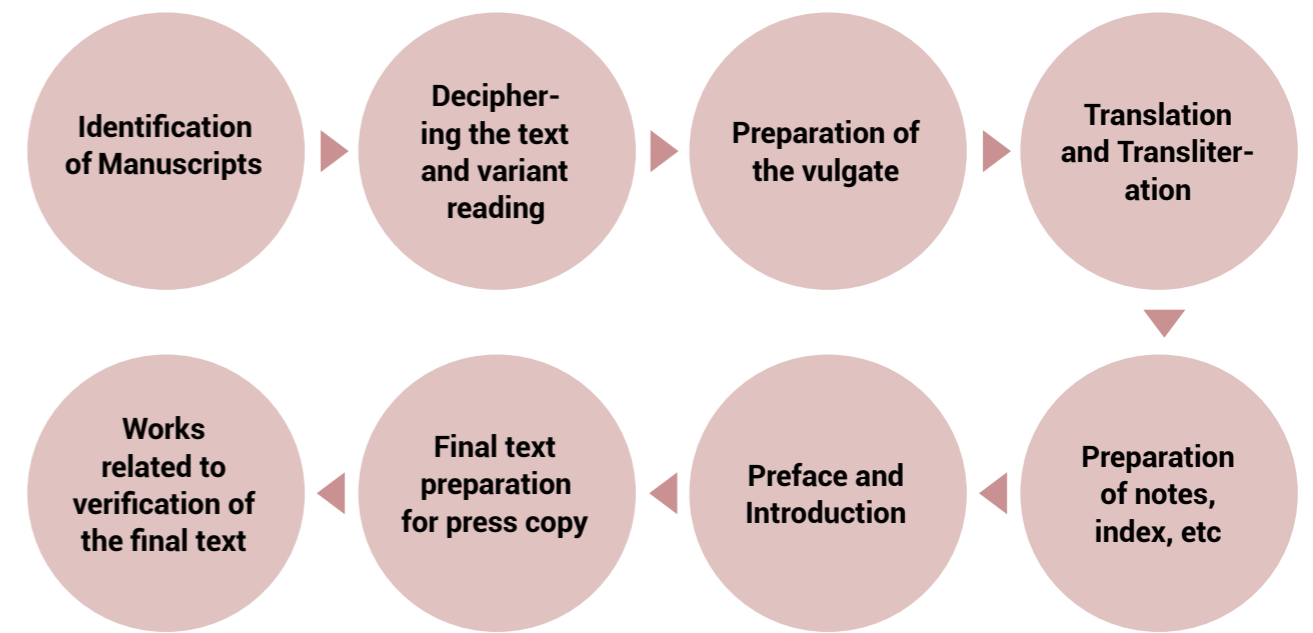 Identification
of Manuscripts
Decipher-
ing the text
and variant
reading
Preparation of
the vulgate
Translation
and Transliter-
ation
Preparation
of notes,
index, etc
Preface and
Introduction
Final text
preparation
for press copy
Works
related to
verification of
the final text